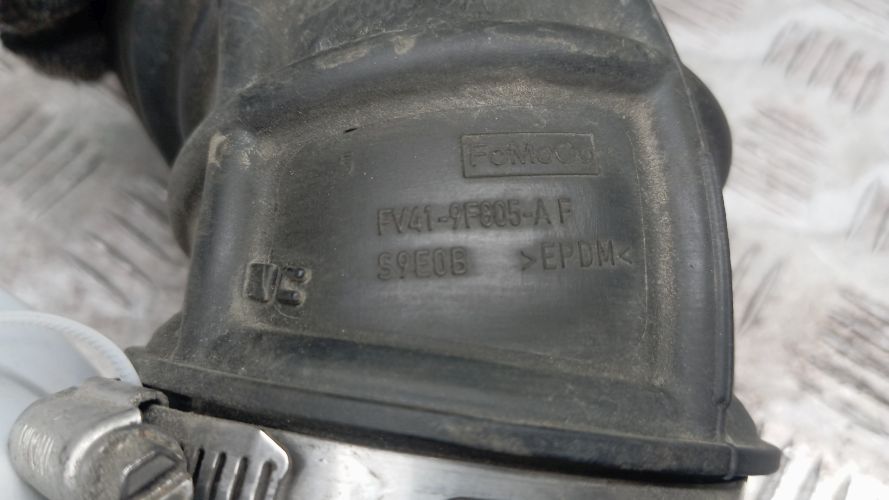 FoMoCo
FV41-9F805-AF
S9E0B >EPDM<